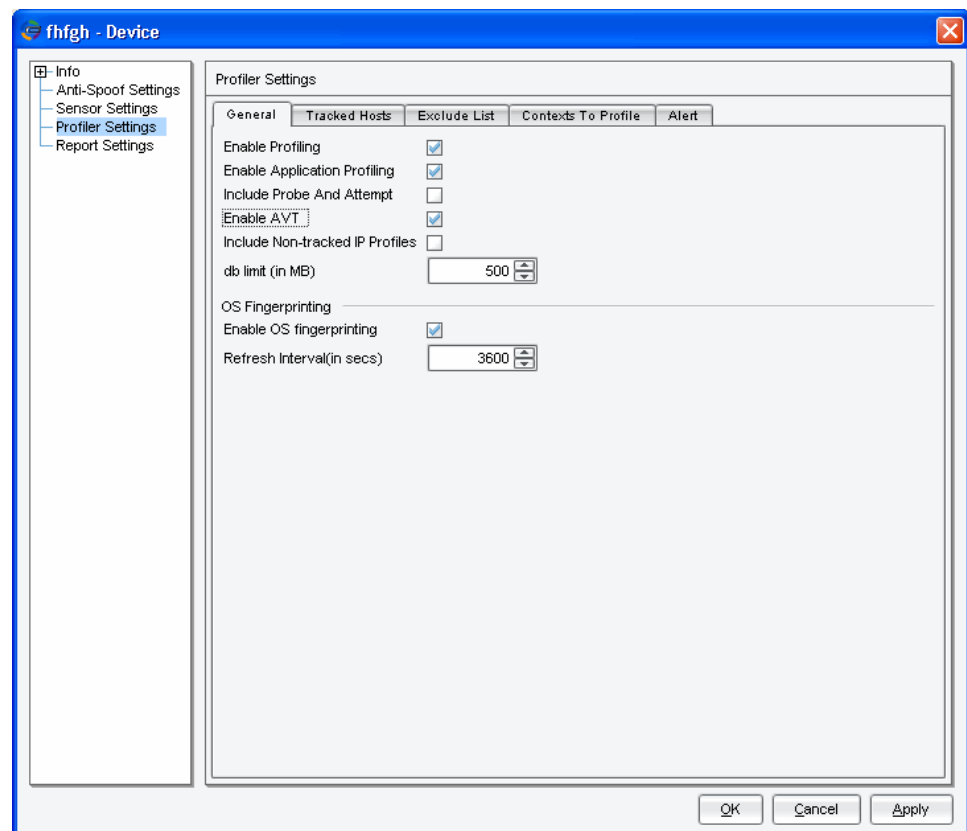 fhfgh - Device
Info
Anti-Spoof Settings
Sensor Settings
Profiler Settings
Report Settings
Profiler Settings
General Tracked Hosts Exclude List Contexts To Profile Alert
Enable Profiling
Enable Application Profiling
Include Probe And Attempt
Enable AVT
Include Non-tracked IP Profiles
db limit (in MB) 500
OS Fingerprinting
Enable OS fingerprinting
Refresh Interval(in secs) 3600
OK Cancel Apply